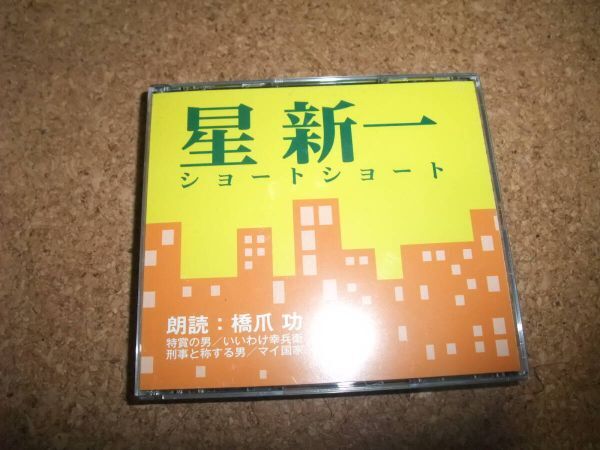 星 新一
ショートショート
朗読：橋爪 功
特賞の男／いいわけ幸兵衛
刑事と称する男／マイ国家